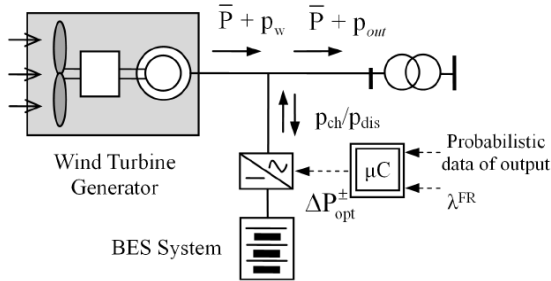 P̅ + p_w
P̅ + p_out
p_ch/p_dis
Wind Turbine
Generator
Probabilistic
data of output
μC
ΔP^±_opt
λ^FR
BES System